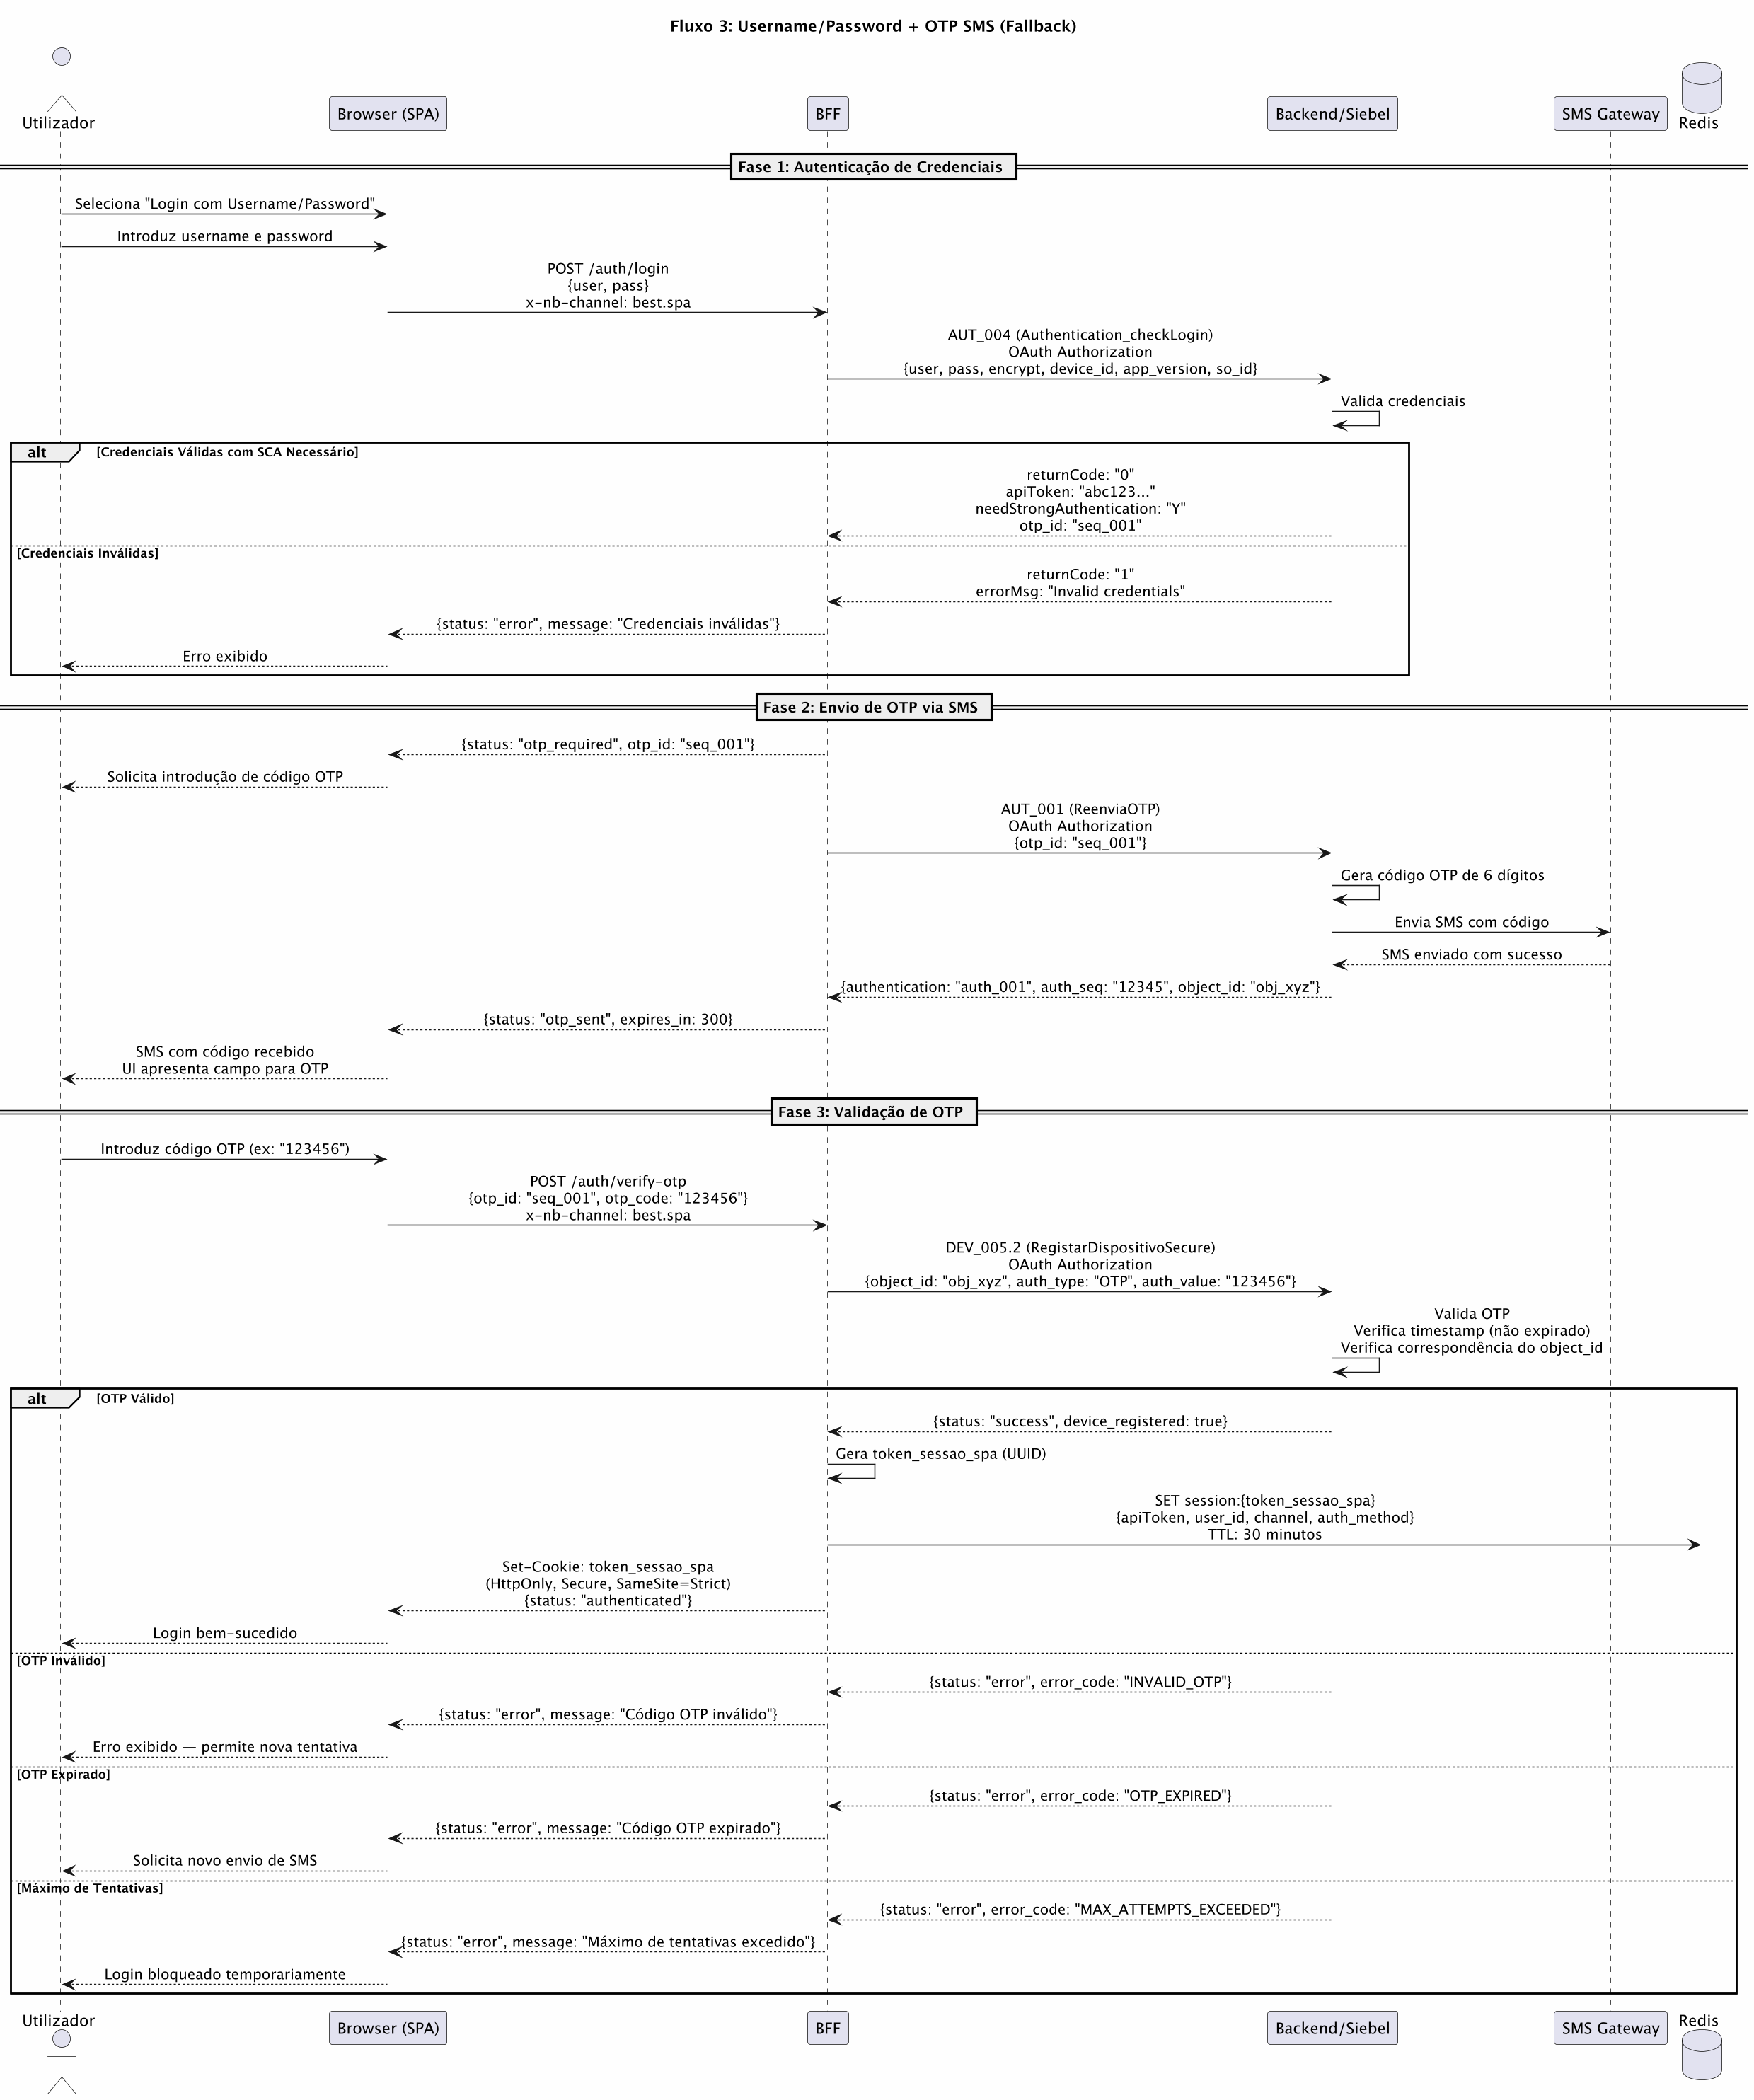 Fluxo 3: Username/Password + OTP SMS (Fallback)
Utilizador
Browser (SPA)
BFF
Backend/Siebel
SMS Gateway
Redis
Fase 1: Autenticação de Credenciais
Seleciona "Login com Username/Password"
Introduz username e password
POST /auth/login
{user, pass}
x-nb-channel: best.spa
AUT_004 (Authentication_checkLogin)
OAuth Authorization
{user, pass, encrypt, device_id, app_version, so_id}
Valida credenciais
alt
[Credenciais Válidas com SCA Necessário]
returnCode: "0"
apiToken: "abc123..."
needStrongAuthentication: "Y"
otp_id: "seq_001"
[Credenciais Inválidas]
returnCode: "1"
errorMsg: "Invalid credentials"
{status: "error", message: "Credenciais inválidas"}
Erro exibido
Fase 2: Envio de OTP via SMS
{status: "otp_required", otp_id: "seq_001"}
Solicita introdução de código OTP
AUT_001 (ReenviaOTP)
OAuth Authorization
{otp_id: "seq_001"}
Gera código OTP de 6 dígitos
Envia SMS com código
SMS enviado com sucesso
{authentication: "auth_001", auth_seq: "12345", object_id: "obj_xyz"}
{status: "otp_sent", expires_in: 300}
SMS com código recebido
UI apresenta campo para OTP
Fase 3: Validação de OTP
Introduz código OTP (ex: "123456")
POST /auth/verify-otp
{otp_id: "seq_001", otp_code: "123456"}
x-nb-channel: best.spa
DEV_005.2 (RegistarDispositivoSecure)
OAuth Authorization
{object_id: "obj_xyz", auth_type: "OTP", auth_value: "123456"}
Valida OTP
Verifica timestamp (não expirado)
Verifica correspondência do object_id
alt
[OTP Válido]
{status: "success", device_registered: true}
Gera token_sessao_spa (UUID)
SET session:{token_sessao_spa}
{apiToken, user_id, channel, auth_method}
TTL: 30 minutos
Set-Cookie: token_sessao_spa
(HttpOnly, Secure, SameSite=Strict)
{status: "authenticated"}
Login bem-sucedido
[OTP Inválido]
{status: "error", error_code: "INVALID_OTP"}
{status: "error", message: "Código OTP inválido"}
Erro exibido — permite nova tentativa
[OTP Expirado]
{status: "error", error_code: "OTP_EXPIRED"}
{status: "error", message: "Código OTP expirado"}
Solicita novo envio de SMS
[Máximo de Tentativas]
{status: "error", error_code: "MAX_ATTEMPTS_EXCEEDED"}
{status: "error", message: "Máximo de tentativas excedido"}
Login bloqueado temporariamente
Utilizador
Browser (SPA)
BFF
Backend/Siebel
SMS Gateway
Redis